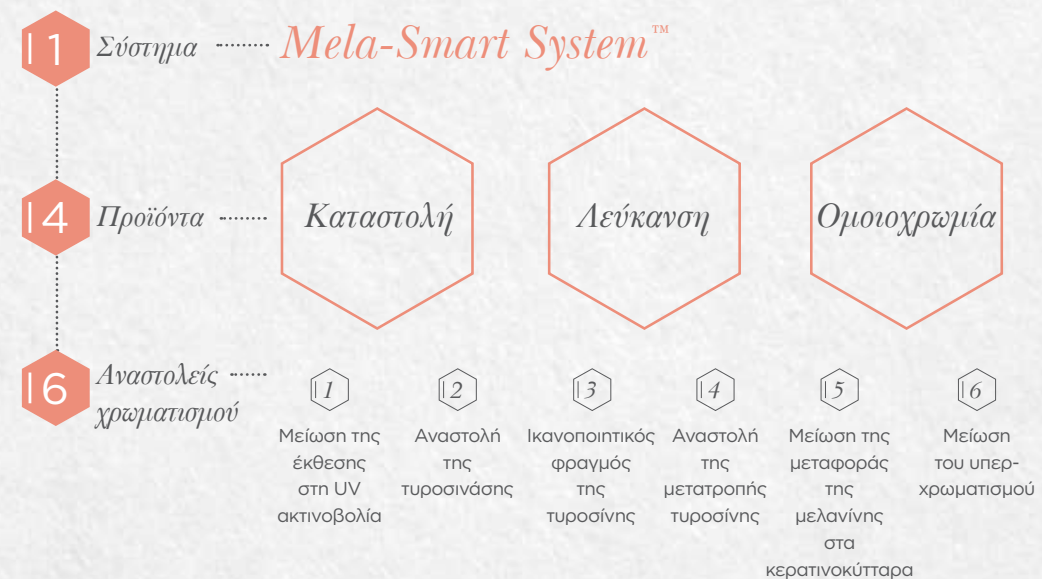 |1 Σύστημα ········· Mela-Smart System™
|4 Προϊόντα ········ Καταστολή Λεύκανση Ομοιοχρωμία
|6 Αναστολείς ······
χρωματισμού
|1
Μείωση της
έκθεσης
στη UV
ακτινοβολία
|2
Αναστολή
της
τυροσινάσης
|3
Ικανοποιητικός
φραγμός
της
τυροσίνης
|4
Αναστολή
της
μετατροπής
τυροσίνης
|5
Μείωση της
μεταφοράς
της
μελανίνης
στα
κερατινοκύτταρα
|6
Μείωση
του υπερ-
χρωματισμού